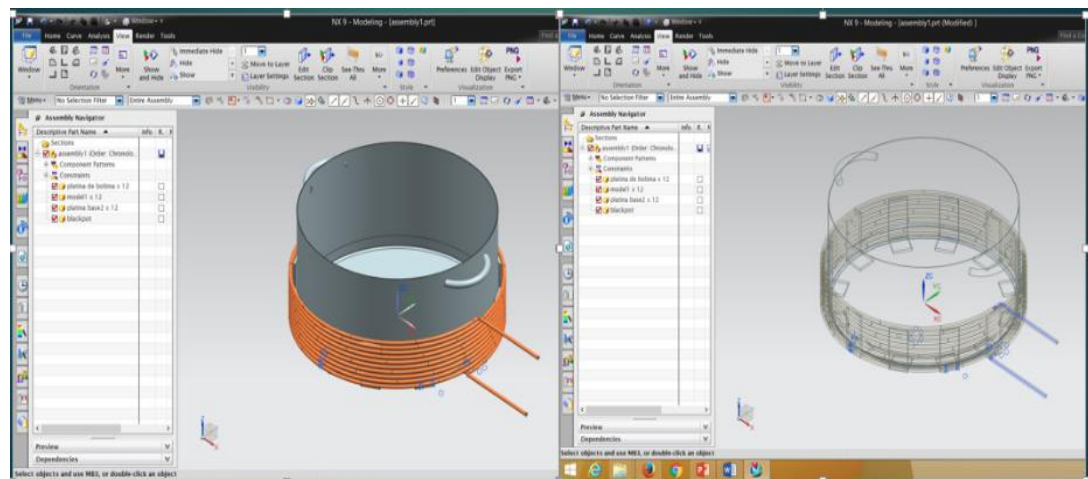 NX 9 - Modeling - [assembly1.prt]
Window
File Home Curve Analysis View Render Tools
Window
More
Show and Hide
Immediate Hide
Hide
Show
Move to Layer
Layer Settings
Edit Section
Clip Section
See-Thru All
More
Preferences
Edit Object Display
Export PNG
Orientation
Visibility
Style
Visualization
Menu
No Selection Filter
Entire Assembly
Assembly Navigator
Descriptive Part Name
Info
Sections
assembly1 (Order: Chronolo...
Component Patterns
Constraints
platina de bobina x 12
model1 x 12
platina base2 x 12
blackpot
Preview
Dependencies
Select objects and use MB3, or double-click an object
NX 9 - Modeling - [assembly1.prt (Modified) ]
Window
File Home Curve Analysis View Render Tools
Window
More
Show and Hide
Immediate Hide
Hide
Show
Move to Layer
Layer Settings
Edit Section
Clip Section
See-Thru All
More
Preferences
Edit Object Display
Export PNG
Orientation
Visibility
Style
Visualization
Menu
No Selection Filter
Entire Assembly
Assembly Navigator
Descriptive Part Name
Info
Sections
assembly1 (Order: Chronolo...
Component Patterns
Constraints
platina de bobina x 12
model1 x 12
platina base2 x 12
blackpot
Preview
Dependencies
Select objects and use MB3, or double-click an object